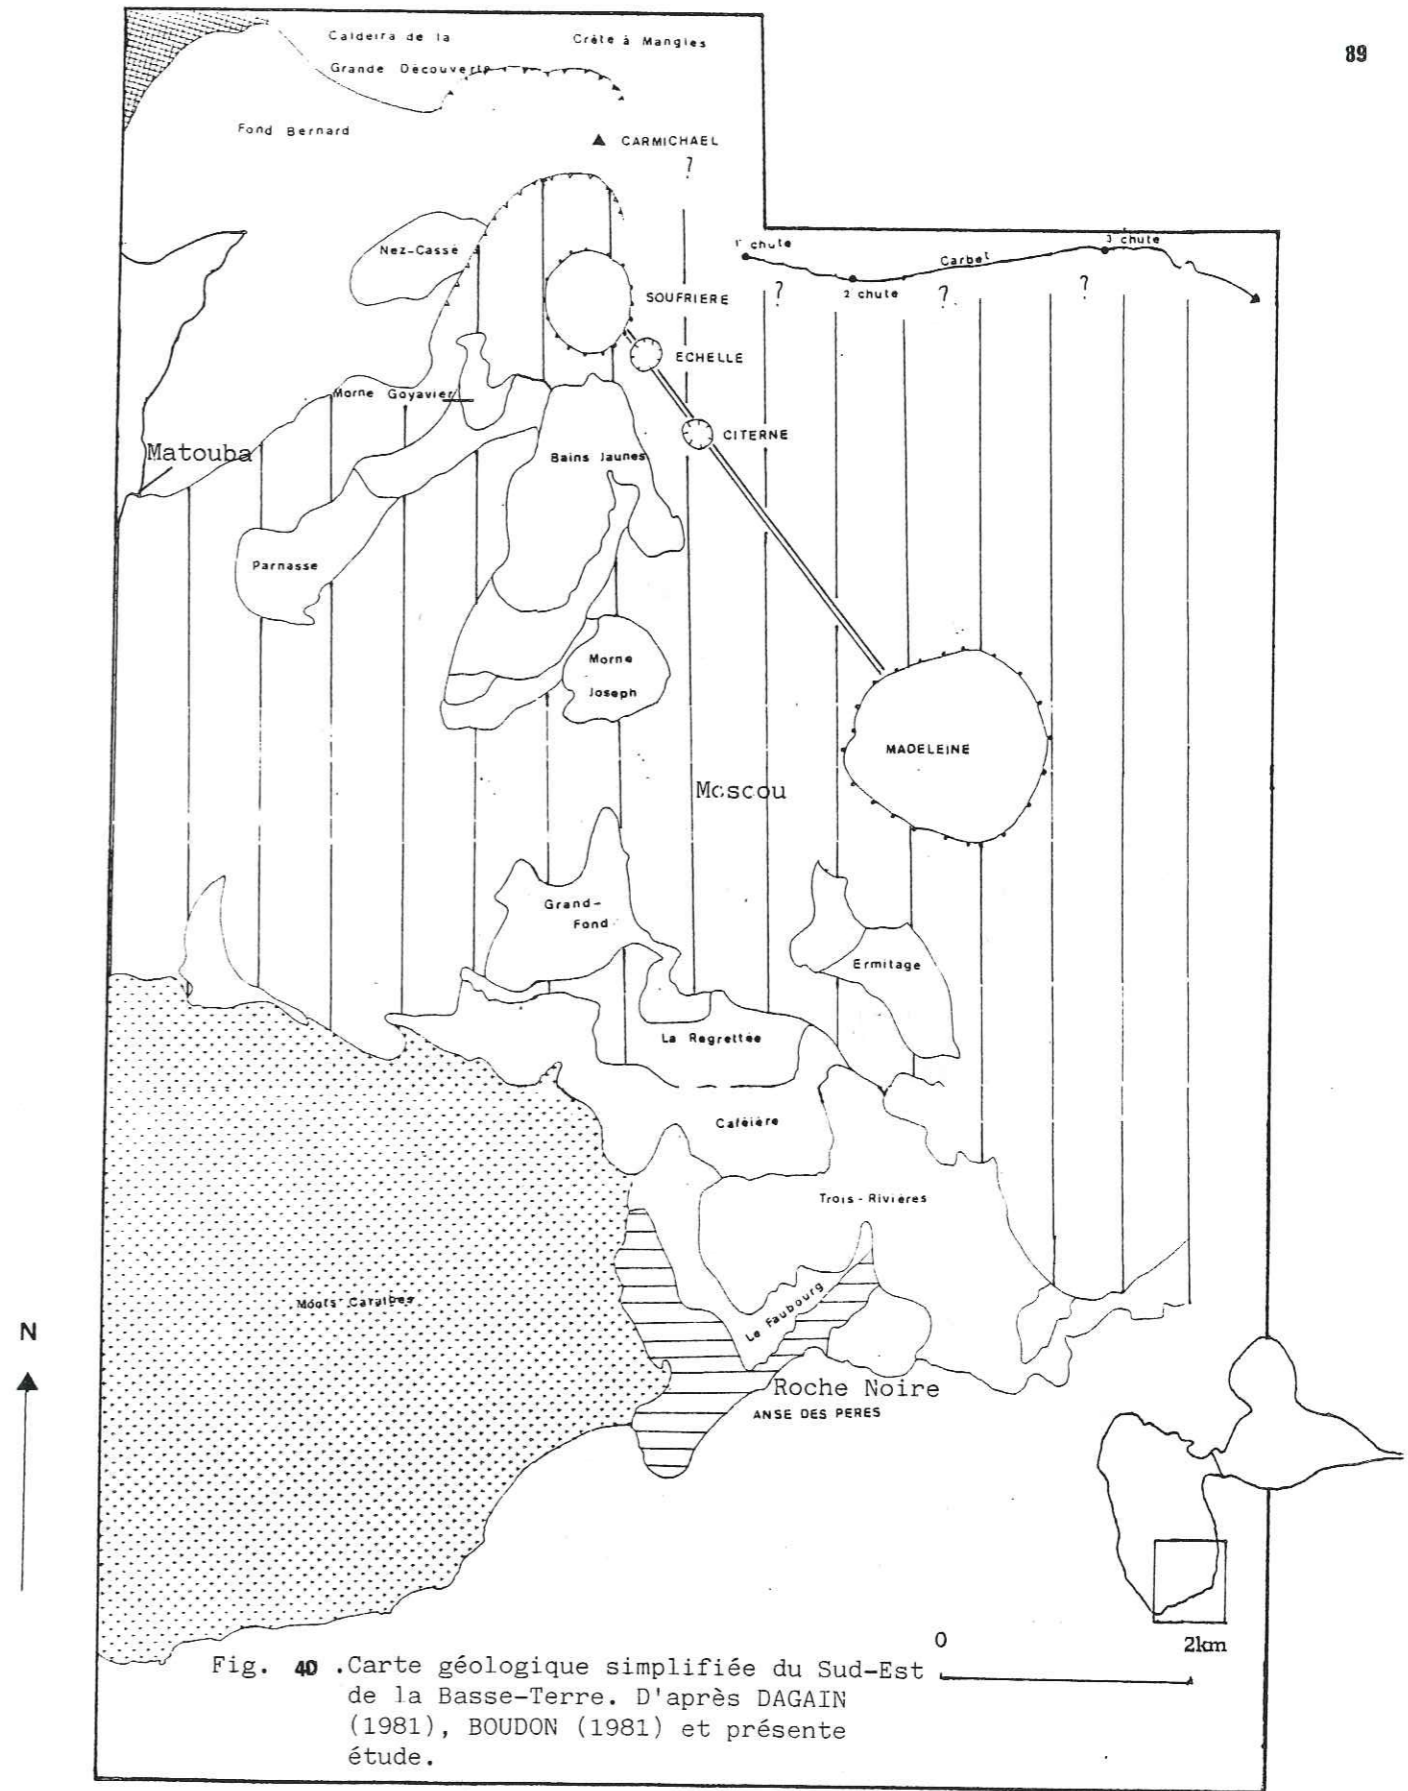 89
Caldeira de la
Grande Découverte
Crête à Mangles
Fond Bernard
CARMICHAEL
?
Nez-Cassé
1° chute
Carbet
3 chute
2 chute
?
?
?
SOUFRIERE
ECHELLE
Morne Goyavier
CITERNE
Matouba
Bains Jaunes
Parnasse
Morne
Joseph
MADELEINE
Moscou
Grand-
Fond
Ermitage
La Regrettée
Caféière
Trois-Rivières
Monts Caraïbes
Le Faubourg
N
Roche Noire
ANSE DES PERES
0
2km
Fig. 40 .Carte géologique simplifiée du Sud-Est
de la Basse-Terre. D'après DAGAIN
(1981), BOUDON (1981) et présente
étude.